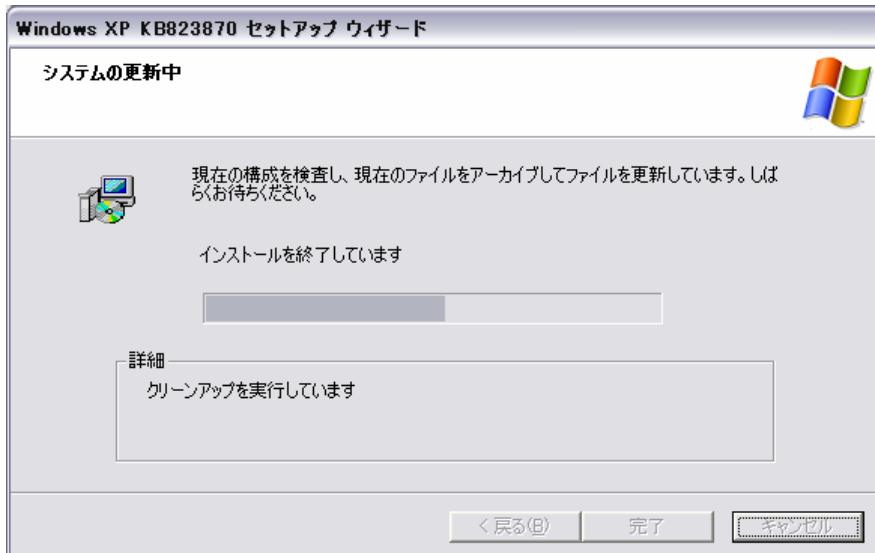 Windows XP KB823870 セットアップ ウィザード
システムの更新中
現在の構成を検査し、現在のファイルをアーカイブしてファイルを更新しています。しば
らくお待ちください。
インストールを終了しています
詳細
クリーンアップを実行しています
< 戻る(B)
完了
キャンセル